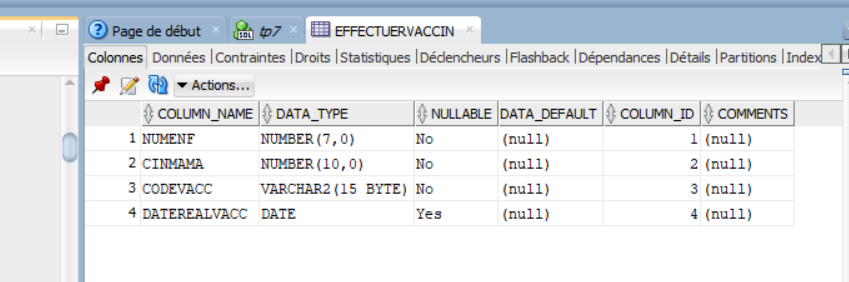 Page de début tp7 EFFECTUERVACCIN
Colonnes Données Contraintes Droits Statistiques Déclencheurs Flashback Dépendances Détails Partitions Index
Actions...
COLUMN_NAME DATA_TYPE NULLABLE DATA_DEFAULT COLUMN_ID COMMENTS
1 NUMENF NUMBER(7,0) No (null) 1 (null)
2 CINMAMA NUMBER(10,0) No (null) 2 (null)
3 CODEVACC VARCHAR2(15 BYTE) No (null) 3 (null)
4 DATEREALVACC DATE Yes (null) 4 (null)